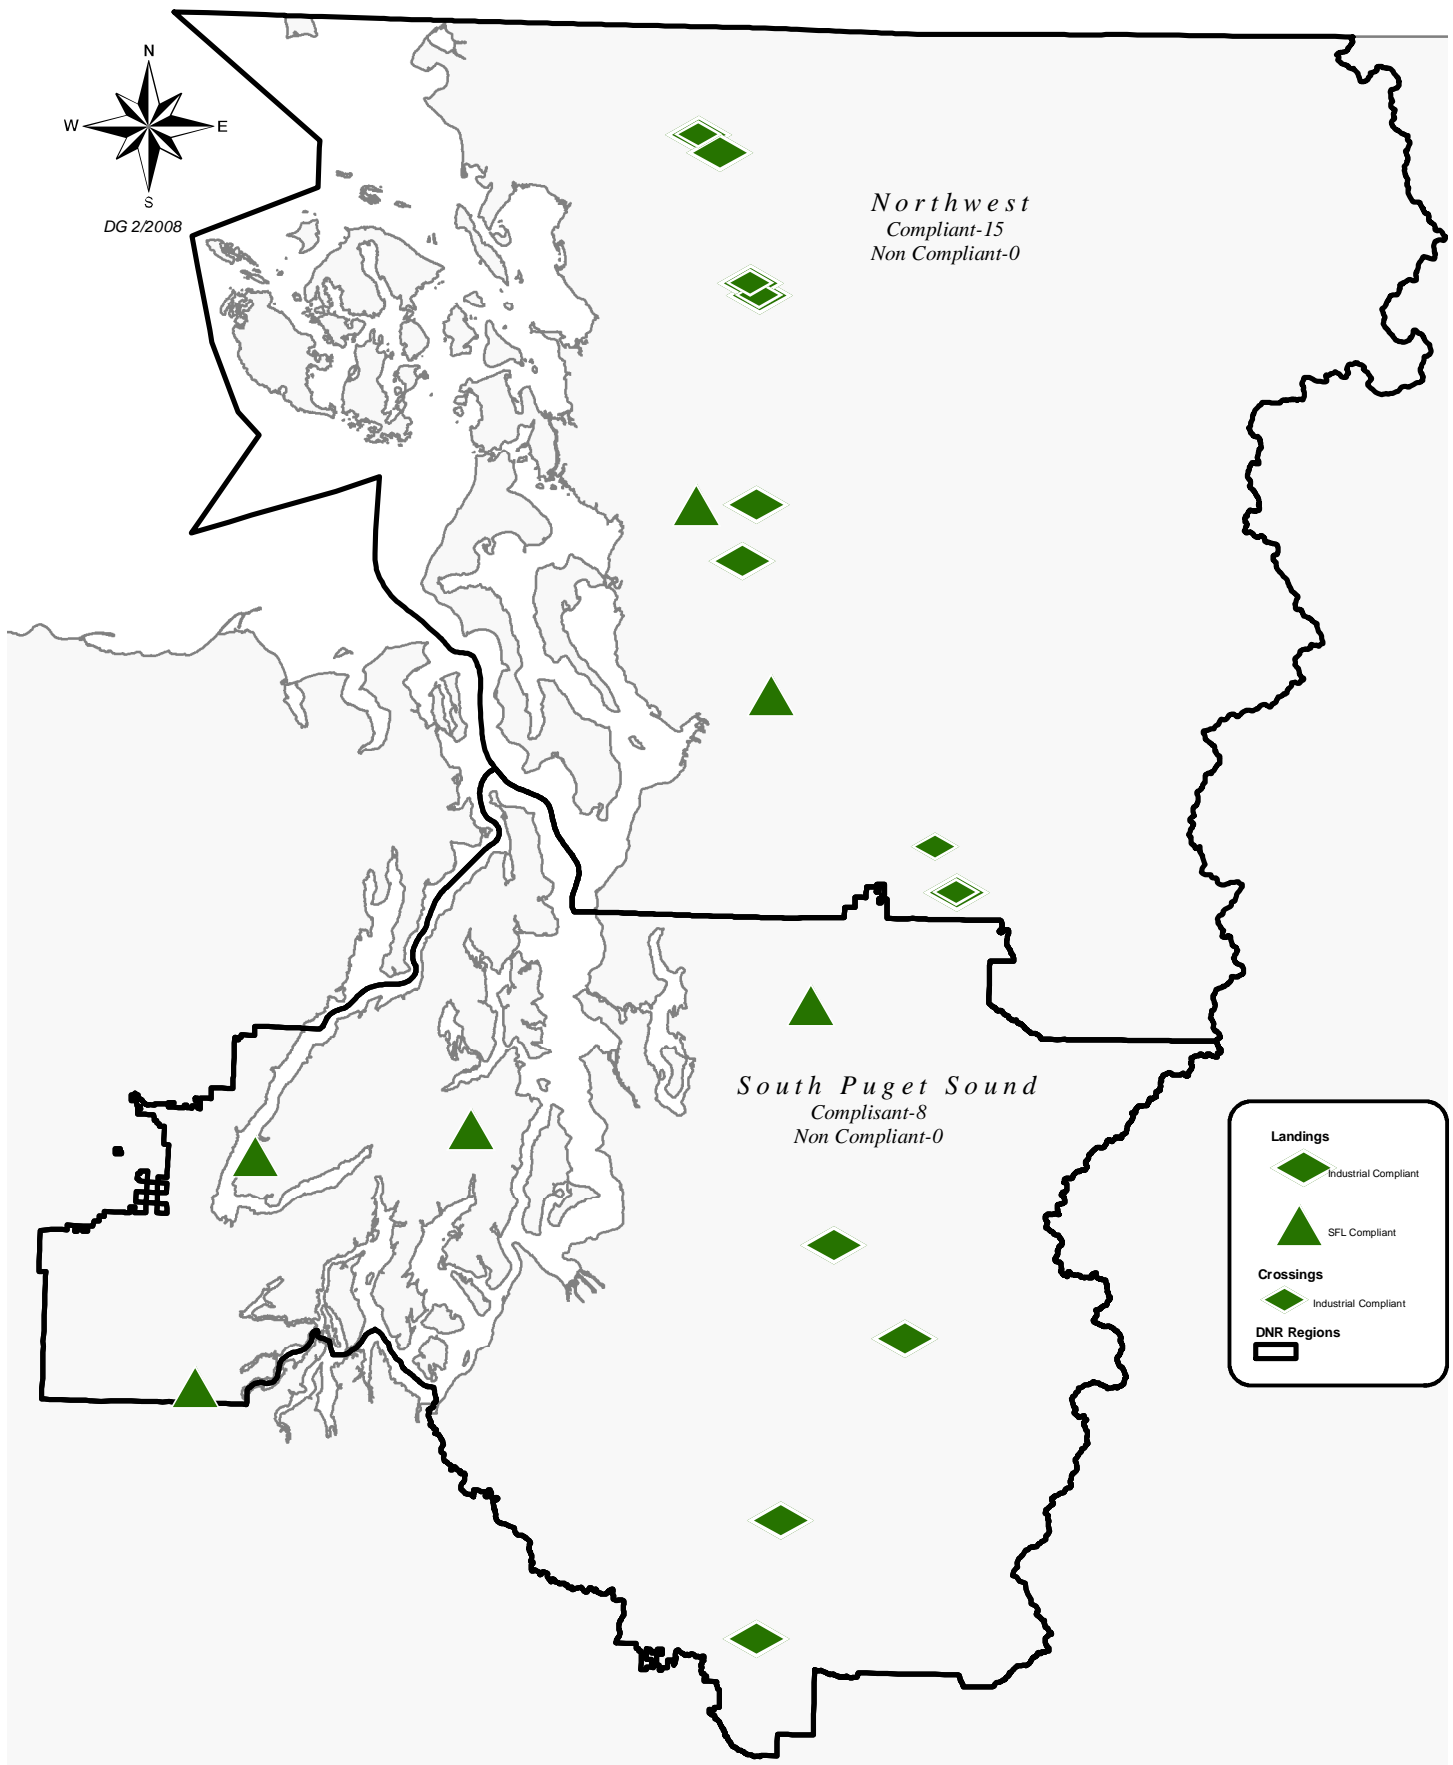 N
W
E
S
DG 2/2008
Northwest
Compliant-15
Non Compliant-0
South Puget Sound
Complisant-8
Non Compliant-0
Landings
Industrial Compliant
SFL Compliant
Crossings
Industrial Compliant
DNR Regions